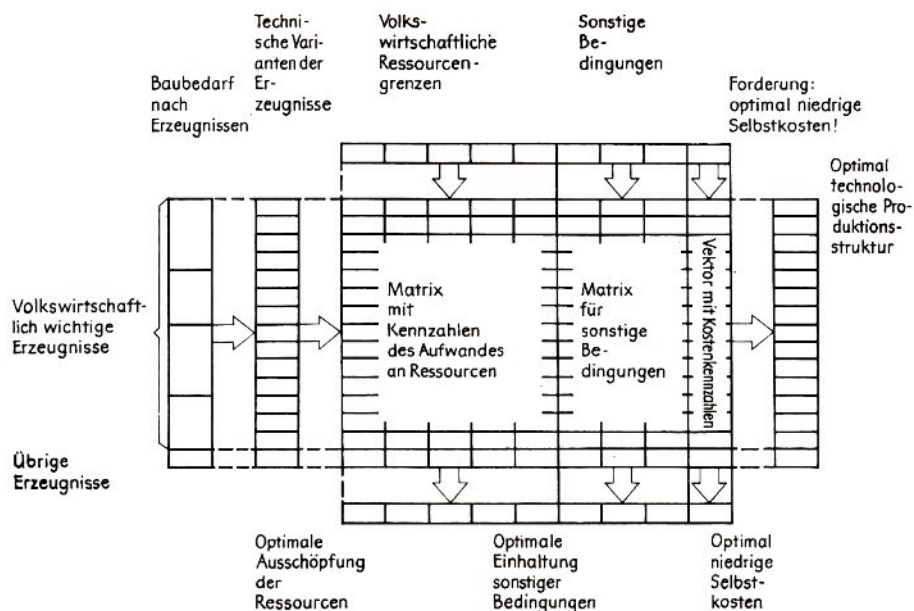 Baubedarf
nach
Erzeugnissen
Techni-
sche Vari-
anten der
Er-
zeugnisse
Volks-
wirtschaftliche
Ressourcen-
grenzen
Sonstige
Be-
dingungen
Forderung:
optimal niedrige
Selbstkosten!
Optimal
technolo-
gische Pro-
duktions-
struktur
Volkswirtschaft-
lich wichtige
Erzeugnisse
Matrix
mit
Kennzahlen
des Aufwandes
an Ressourcen
Matrix
für
sonstige
Be-
dingungen
Vektor mit Kostenkennzahlen
Übrige
Erzeugnisse
Optimale
Ausschöpfung
der
Ressourcen
Optimale
Einhaltung
sonstiger
Bedingungen
Optimal
niedrige
Selbst-
kosten